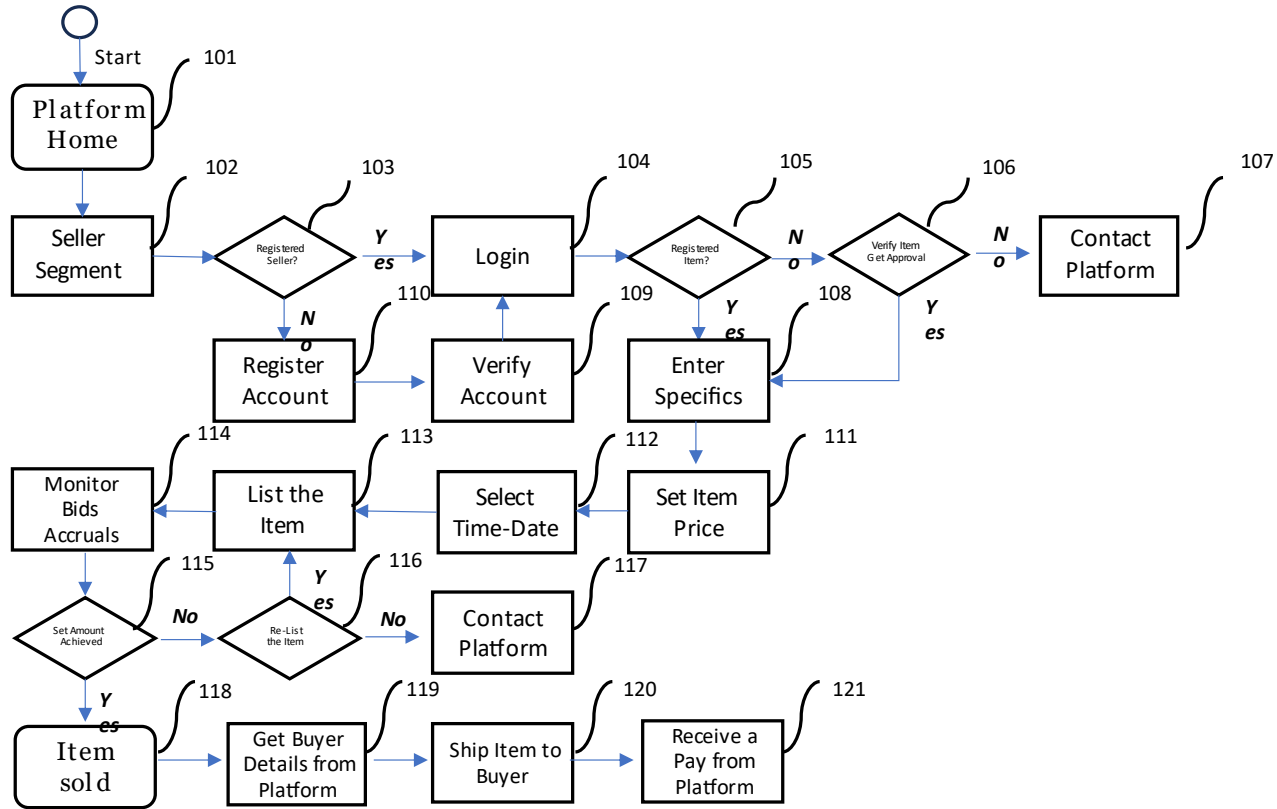 Start
101
Platform
Home
102
103
104
105
106
107
Seller
Segment
Registered
Seller?
Y
es
Login
Registered
Item?
N
o
Verify Item
Get Approval
N
o
Contact
Platform
N
o
110
109
Y
es
108
Y
es
Register
Account
Verify
Account
Enter
Specifics
114
113
112
111
Monitor
Bids
Accruals
List the
Item
Select
Time-Date
Set Item
Price
115
116
117
Y
es
Set Amount
Achieved
No
Re-List
the Item
No
Contact
Platform
Y
es
118
119
120
121
Item
sold
Get Buyer
Details from
Platform
Ship Item to
Buyer
Receive a
Pay from
Platform